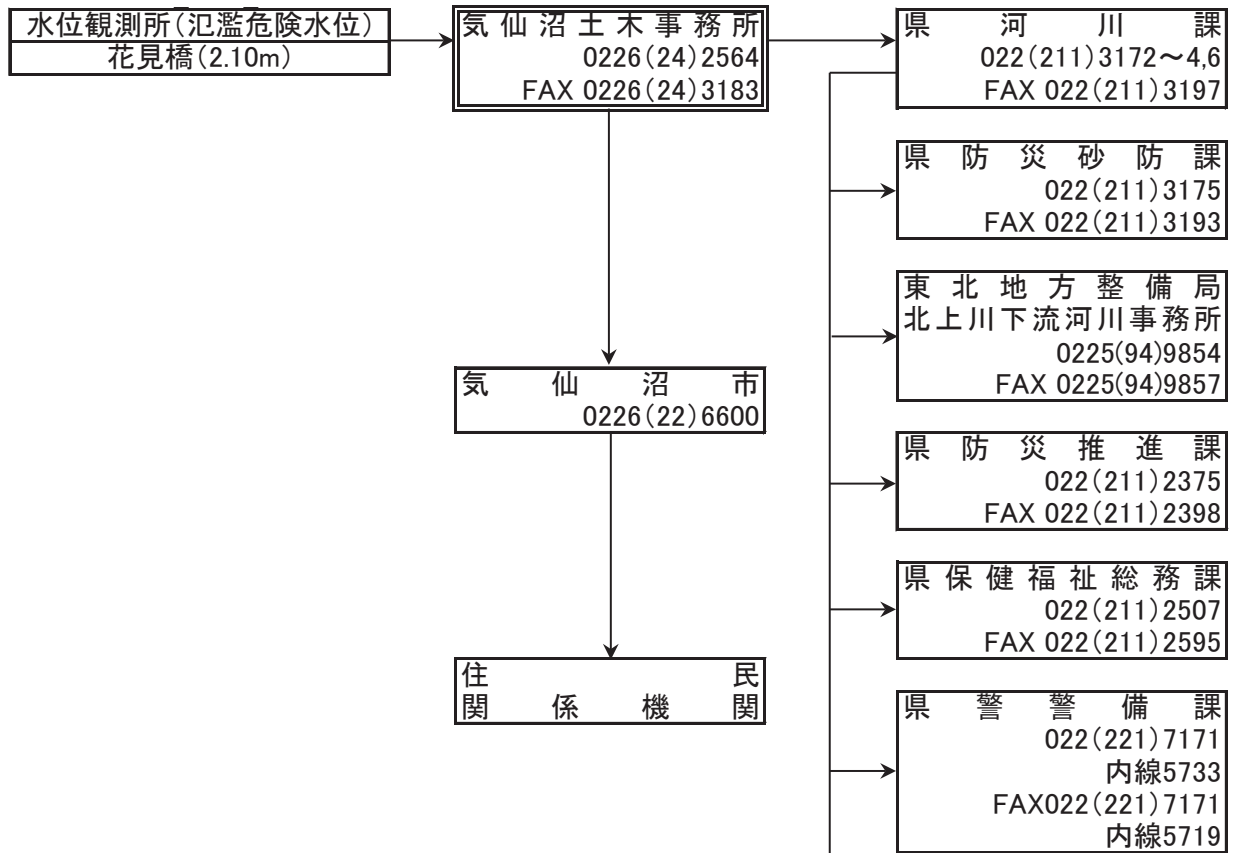 水位観測所(氾濫危険水位)
花見橋(2.10m)
気仙沼土木事務所
0226(24)2564
FAX 0226(24)3183
気仙沼市
0226(22)6600
住民
関係機関
県河川課
022(211)3172～4,6
FAX 022(211)3197
県防災砂防課
022(211)3175
FAX 022(211)3193
東北地方整備局
北上川下流河川事務所
0225(94)9854
FAX 0225(94)9857
県防災推進課
022(211)2375
FAX 022(211)2398
県保健福祉総務課
022(211)2507
FAX 022(211)2595
県警警備課
022(221)7171
内線5733
FAX022(221)7171
内線5719